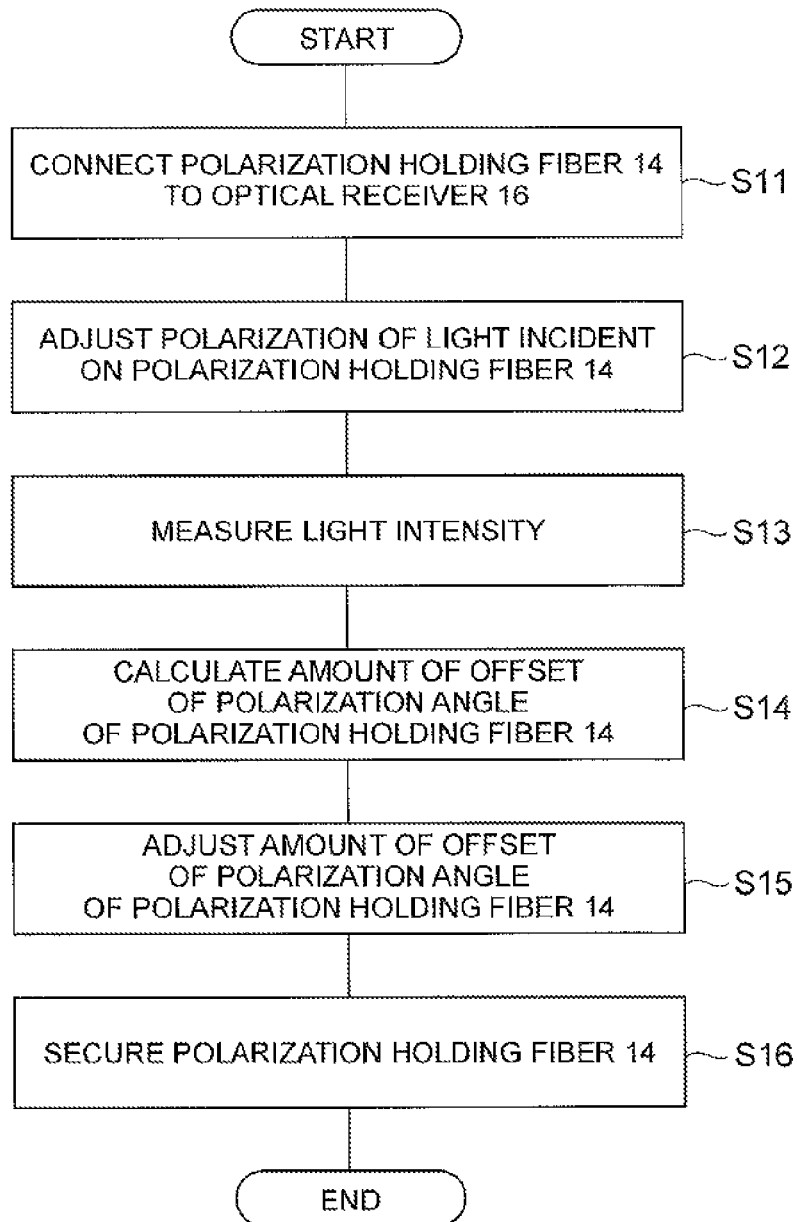 START
CONNECT POLARIZATION HOLDING FIBER 14
TO OPTICAL RECEIVER 16
S11
ADJUST POLARIZATION OF LIGHT INCIDENT
ON POLARIZATION HOLDING FIBER 14
S12
MEASURE LIGHT INTENSITY
S13
CALCULATE AMOUNT OF OFFSET
OF POLARIZATION ANGLE
OF POLARIZATION HOLDING FIBER 14
S14
ADJUST AMOUNT OF OFFSET
OF POLARIZATION ANGLE
OF POLARIZATION HOLDING FIBER 14
S15
SECURE POLARIZATION HOLDING FIBER 14
S16
END